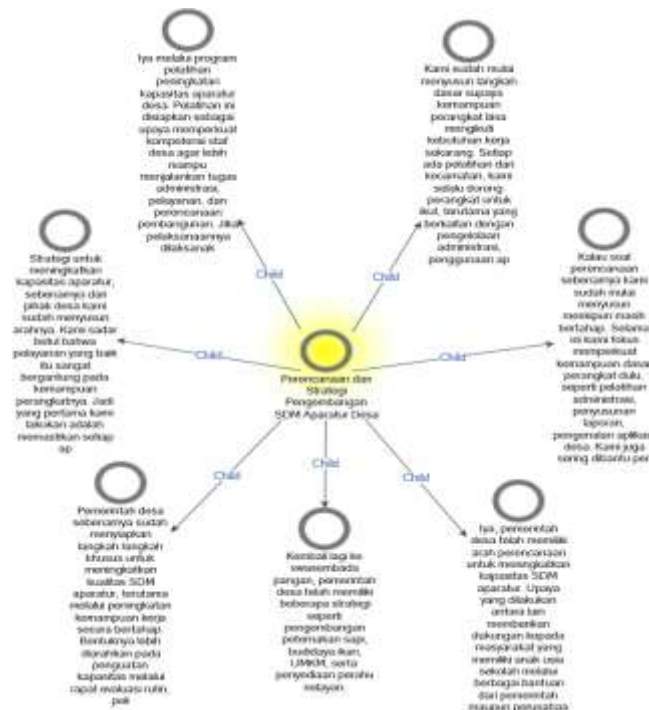 Iya melalui program
pelatihan
peningkatan
kapasitas aparatur
desa. Pelatihan ini
disiapkan sebagai
upaya memperkuat
kompetensi staf
desa agar lebih
mampu
menjalankan tugas
administrasi,
pelayanan, dan
perencanaan
pembangunan. Jika
pelaksanaannya
dilaksanak
Kami sudah mulai
menyusun langkah
dasar supaya
kemampuan
perangkat bisa
mengikuti
kebutuhan kerja
sekarang. Setiap
ada pelatihan dari
kecamatan, kami
selalu dorong
perangkat untuk
ikut, terutama yang
berkaitan dengan
pengelolaan
administrasi,
penggunaan ap
Strategi untuk
meningkatkan
kapasitas aparatur,
sebenarnya dari
pihak desa kami
sudah menyusun
arahnya. Kami sadar
betul bahwa
pelayanan yang baik
itu sangat
bergantung pada
kemampuan
perangkatnya. Jadi
yang pertama kami
lakukan adalah
memastikan setiap
ap
Kalau soal
perencanaan
sebenarnya kami
sudah mulai
menyusun
meskipun masih
bertahap. Selama
ini kami fokus
memperkuat
kemampuan dasar
perangkat dulu,
seperti pelatihan
administrasi,
penyusunan
laporan,
pengenalan aplikasi
desa. Kami juga
sering dibantu pen
Child
Child
Child
Child
Perencanaan dan
Strategi
Pengembangan
SDM Aparatur Desa
Child
Child
Child
Pemerintah desa
sebenarnya sudah
menyiapkan
langkah langkah
khusus untuk
meningkatkan
kualitas SDM
aparatur, terutama
melalui peningkatan
kemampuan kerja
secara bertahap.
Bentuknya lebih
diarahkan pada
penguatan
kapasitas melalui
rapat evaluasi rutin,
pel
Kembali lagi ke
swasembada
pangan, pemerintah
desa telah memiliki
beberapa strategi
seperti
pengembangan
peternakan sapi,
budidaya ikan,
UMKM, serta
penyediaan perahu
nelayan
Iya, pemerintah
desa telah memiliki
arah perencanaan
untuk meningkatkan
kapasitas SDM
aparatur. Upaya
yang dilakukan
antara lain
memberikan
dukungan kepada
masyarakat yang
memiliki anak usia
sekolah melalui
berbagai bantuan
dari pemerintah
maupun perusahaa